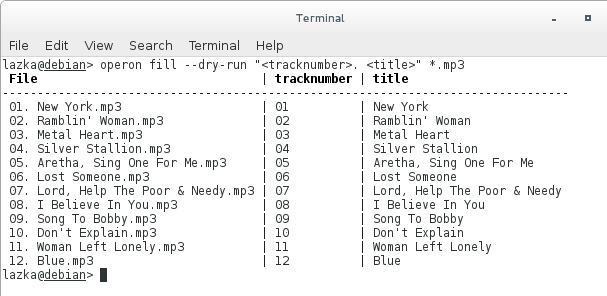 Terminal
File Edit View Search Terminal Help
lazka@debian> operon fill --dry-run "<tracknumber>. <title>" *.mp3
File | tracknumber | title
--------------------------------------------------------------------------------
01. New York.mp3 | 01 | New York
02. Ramblin' Woman.mp3 | 02 | Ramblin' Woman
03. Metal Heart.mp3 | 03 | Metal Heart
04. Silver Stallion.mp3 | 04 | Silver Stallion
05. Aretha, Sing One For Me.mp3 | 05 | Aretha, Sing One For Me
06. Lost Someone.mp3 | 06 | Lost Someone
07. Lord, Help The Poor & Needy.mp3 | 07 | Lord, Help The Poor & Needy
08. I Believe In You.mp3 | 08 | I Believe In You
09. Song To Bobby.mp3 | 09 | Song To Bobby
10. Don't Explain.mp3 | 10 | Don't Explain
11. Woman Left Lonely.mp3 | 11 | Woman Left Lonely
12. Blue.mp3 | 12 | Blue
lazka@debian>